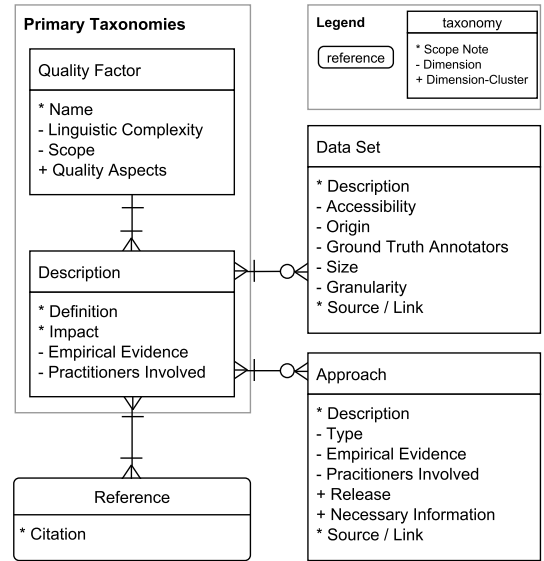 Primary Taxonomies
Quality Factor
* Name
- Linguistic Complexity
- Scope
+ Quality Aspects
Description
* Definition
* Impact
- Empirical Evidence
- Practitioners Involved
Reference
* Citation
Legend
reference
taxonomy
* Scope Note
- Dimension
+ Dimension-Cluster
Data Set
* Description
- Accessibility
- Origin
- Ground Truth Annotators
- Size
- Granularity
* Source / Link
Approach
* Description
- Type
- Empirical Evidence
- Pracitioners Involved
+ Release
+ Necessary Information
* Source / Link